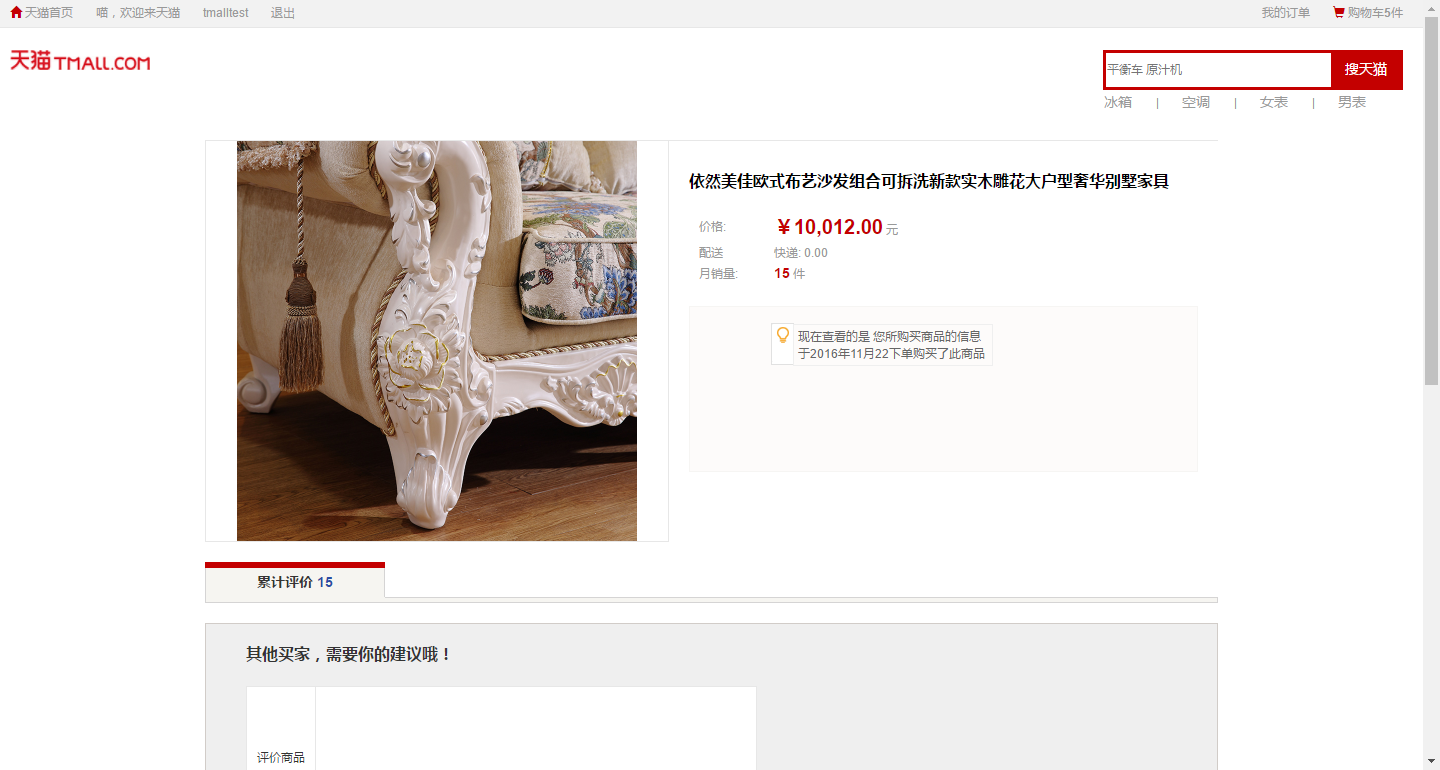 天猫首页 喵，欢迎来天猫 tmalltest 退出 我的订单 购物车5件
天猫 TMALL.COM
平衡车 原汁机 搜天猫
冰箱 | 空调 | 女表 | 男表
依然美佳欧式布艺沙发组合可拆洗新款实木雕花大户型奢华别墅家具
价格: ￥10,012.00 元
配送 快递: 0.00
月销量: 15 件
现在查看的是 您所购买商品的信息
于2016年11月22下单购买了此商品
累计评价 15
其他买家，需要你的建议哦！
评价商品